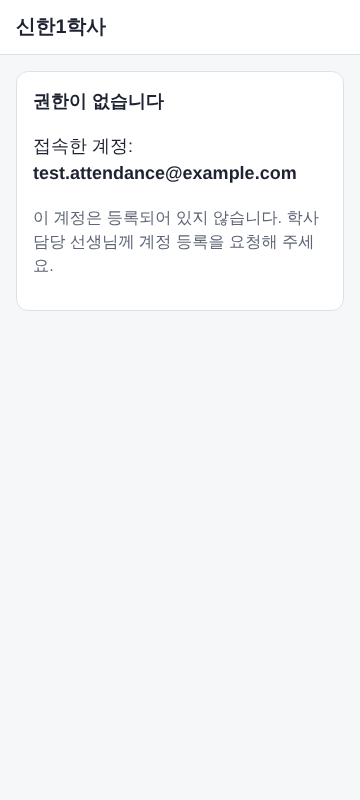 신한1학사
권한이 없습니다
접속한 계정:
test.attendance@example.com
이 계정은 등록되어 있지 않습니다. 학사
담당 선생님께 계정 등록을 요청해 주세
요.